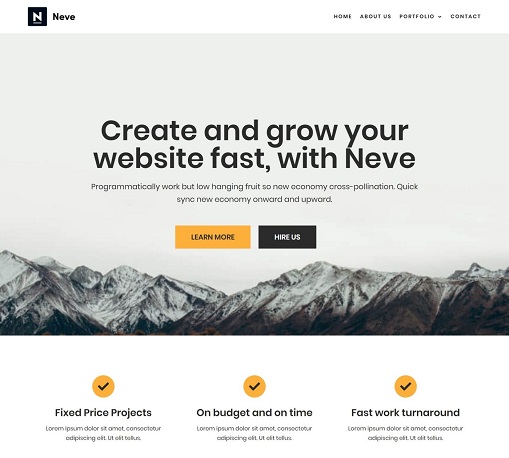 N Neve
HOME ABOUT US PORTFOLIO CONTACT
Create and grow your
website fast, with Neve
Programmatically work but low hanging fruit so new economy cross-pollination. Quick
sync new economy onward and upward.
LEARN MORE HIRE US
Fixed Price Projects On budget and on time Fast work turnaround
Lorem ipsum dolor sit amet, consectetur Lorem ipsum dolor sit amet, consectetur Lorem ipsum dolor sit amet, consectetur
adipiscing elit. Ut elit tellus. adipiscing elit. Ut elit tellus. adipiscing elit. Ut elit tellus.